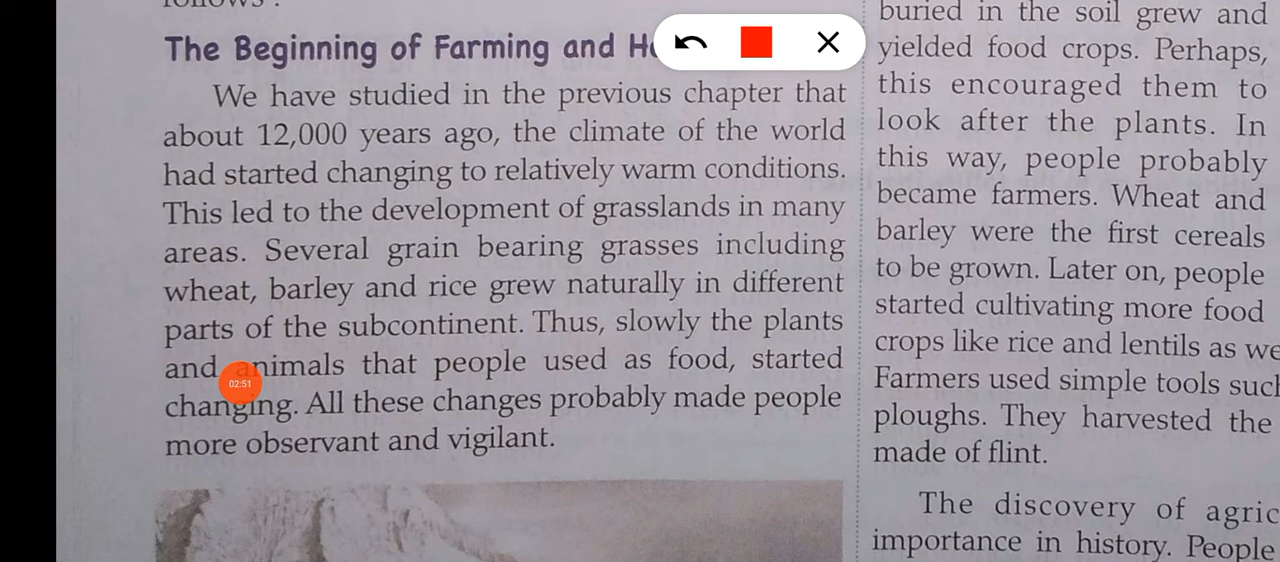 The Beginning of Farming and
We have studied in the previous chapter that
about 12,000 years ago, the climate of the world
had started changing to relatively warm conditions.
This led to the development of grasslands in many
areas. Several grain bearing grasses including
wheat, barley and rice grew naturally in different
parts of the subcontinent. Thus, slowly the plants
and animals that people used as food, started
changing. All these changes probably made people
more observant and vigilant.
02:51
buried in the soil grew and
yielded food crops. Perhaps,
this encouraged them to
look after the plants. In
this way, people probably
became farmers. Wheat and
barley were the first cereals
to be grown. Later on, people
started cultivating more food
crops like rice and lentils as
Farmers used simple tools
ploughs. They harvested the
made of flint.
The discovery of
importance in history. People